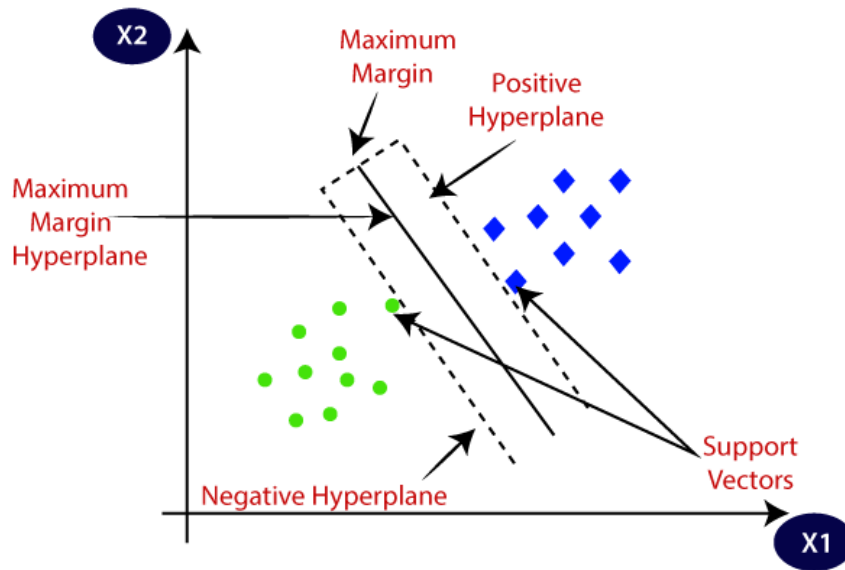 X2
Maximum
Margin
Positive
Hyperplane
Maximum
Margin
Hyperplane
Support
Vectors
Negative Hyperplane
X1